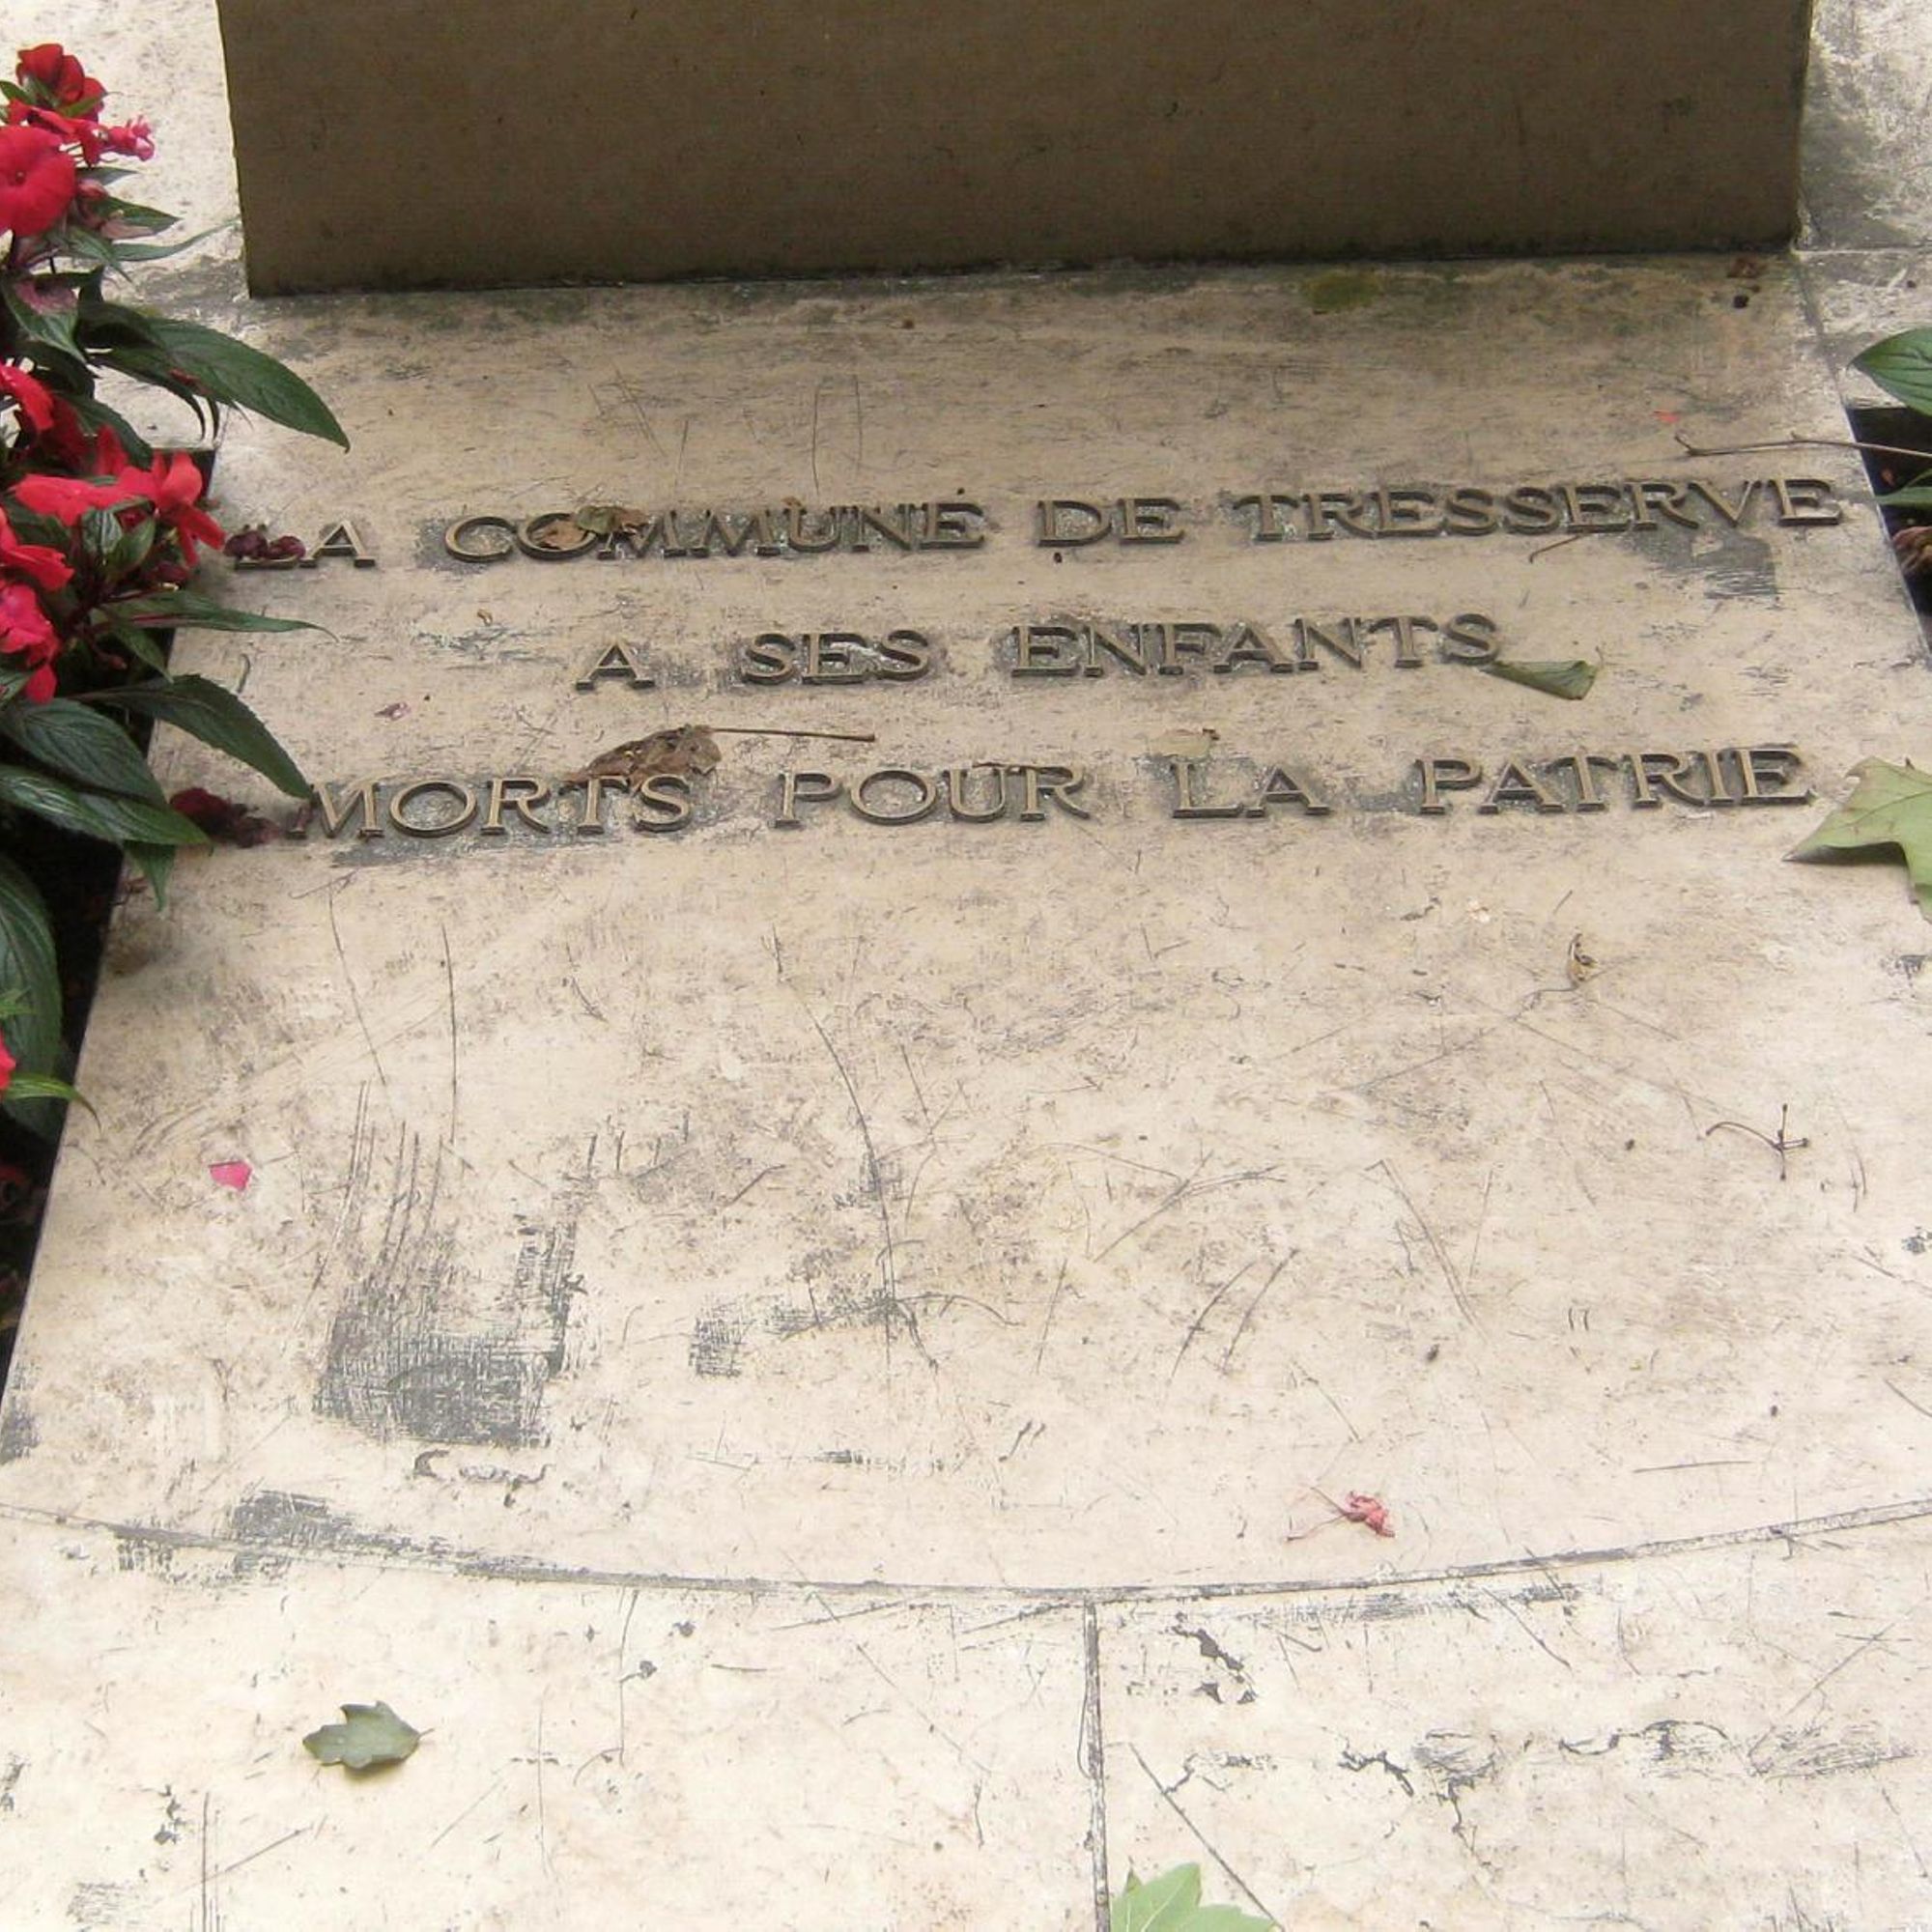 LA COMMUNE DE TRESSERVE
A SES ENFANTS
MORTS POUR LA PATRIE